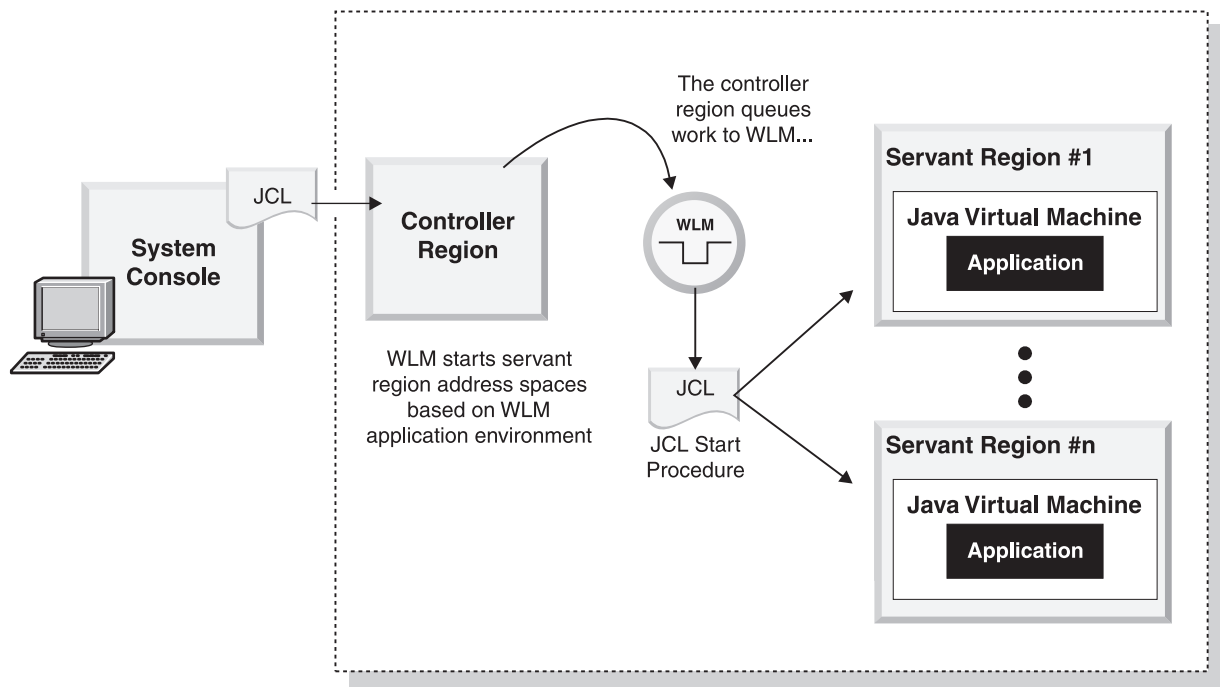 System
Console
JCL
Controller
Region
The controller
region queues
work to WLM...
WLM
WLM starts servant
region address spaces
based on WLM
application environment
JCL
JCL Start
Procedure
Servant Region #1
Java Virtual Machine
Application
Servant Region #n
Java Virtual Machine
Application